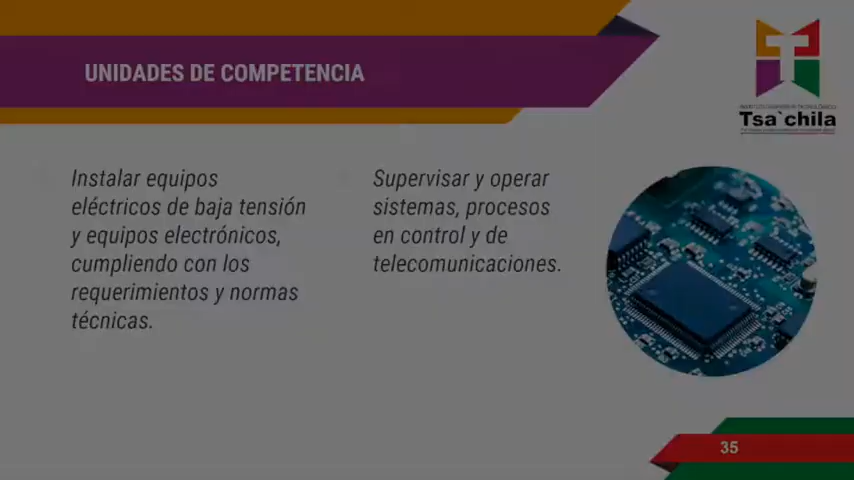 UNIDADES DE COMPETENCIA
Tsa`chila
Instalar equipos
eléctricos de baja tensión
y equipos electrónicos,
cumpliendo con los
requerimientos y normas
técnicas.
Supervisar y operar
sistemas, procesos
en control y de
telecomunicaciones.
35